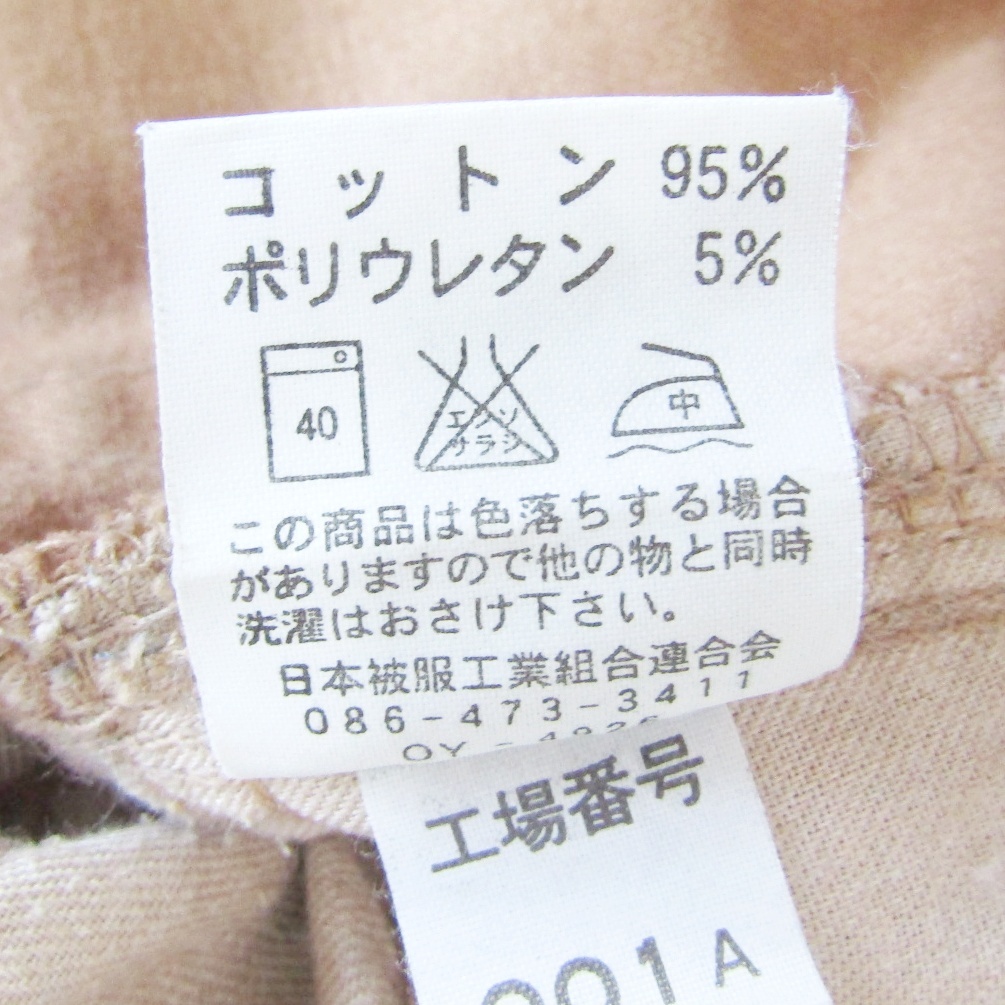 コットン 95%
ポリウレタン 5%
40
エンソ
サラシ
中
この商品は色落ちする場合
がありますので他の物と同時
洗濯はおさけ下さい。
日本被服工業組合連合会
086-473-3411
工場番号
001A